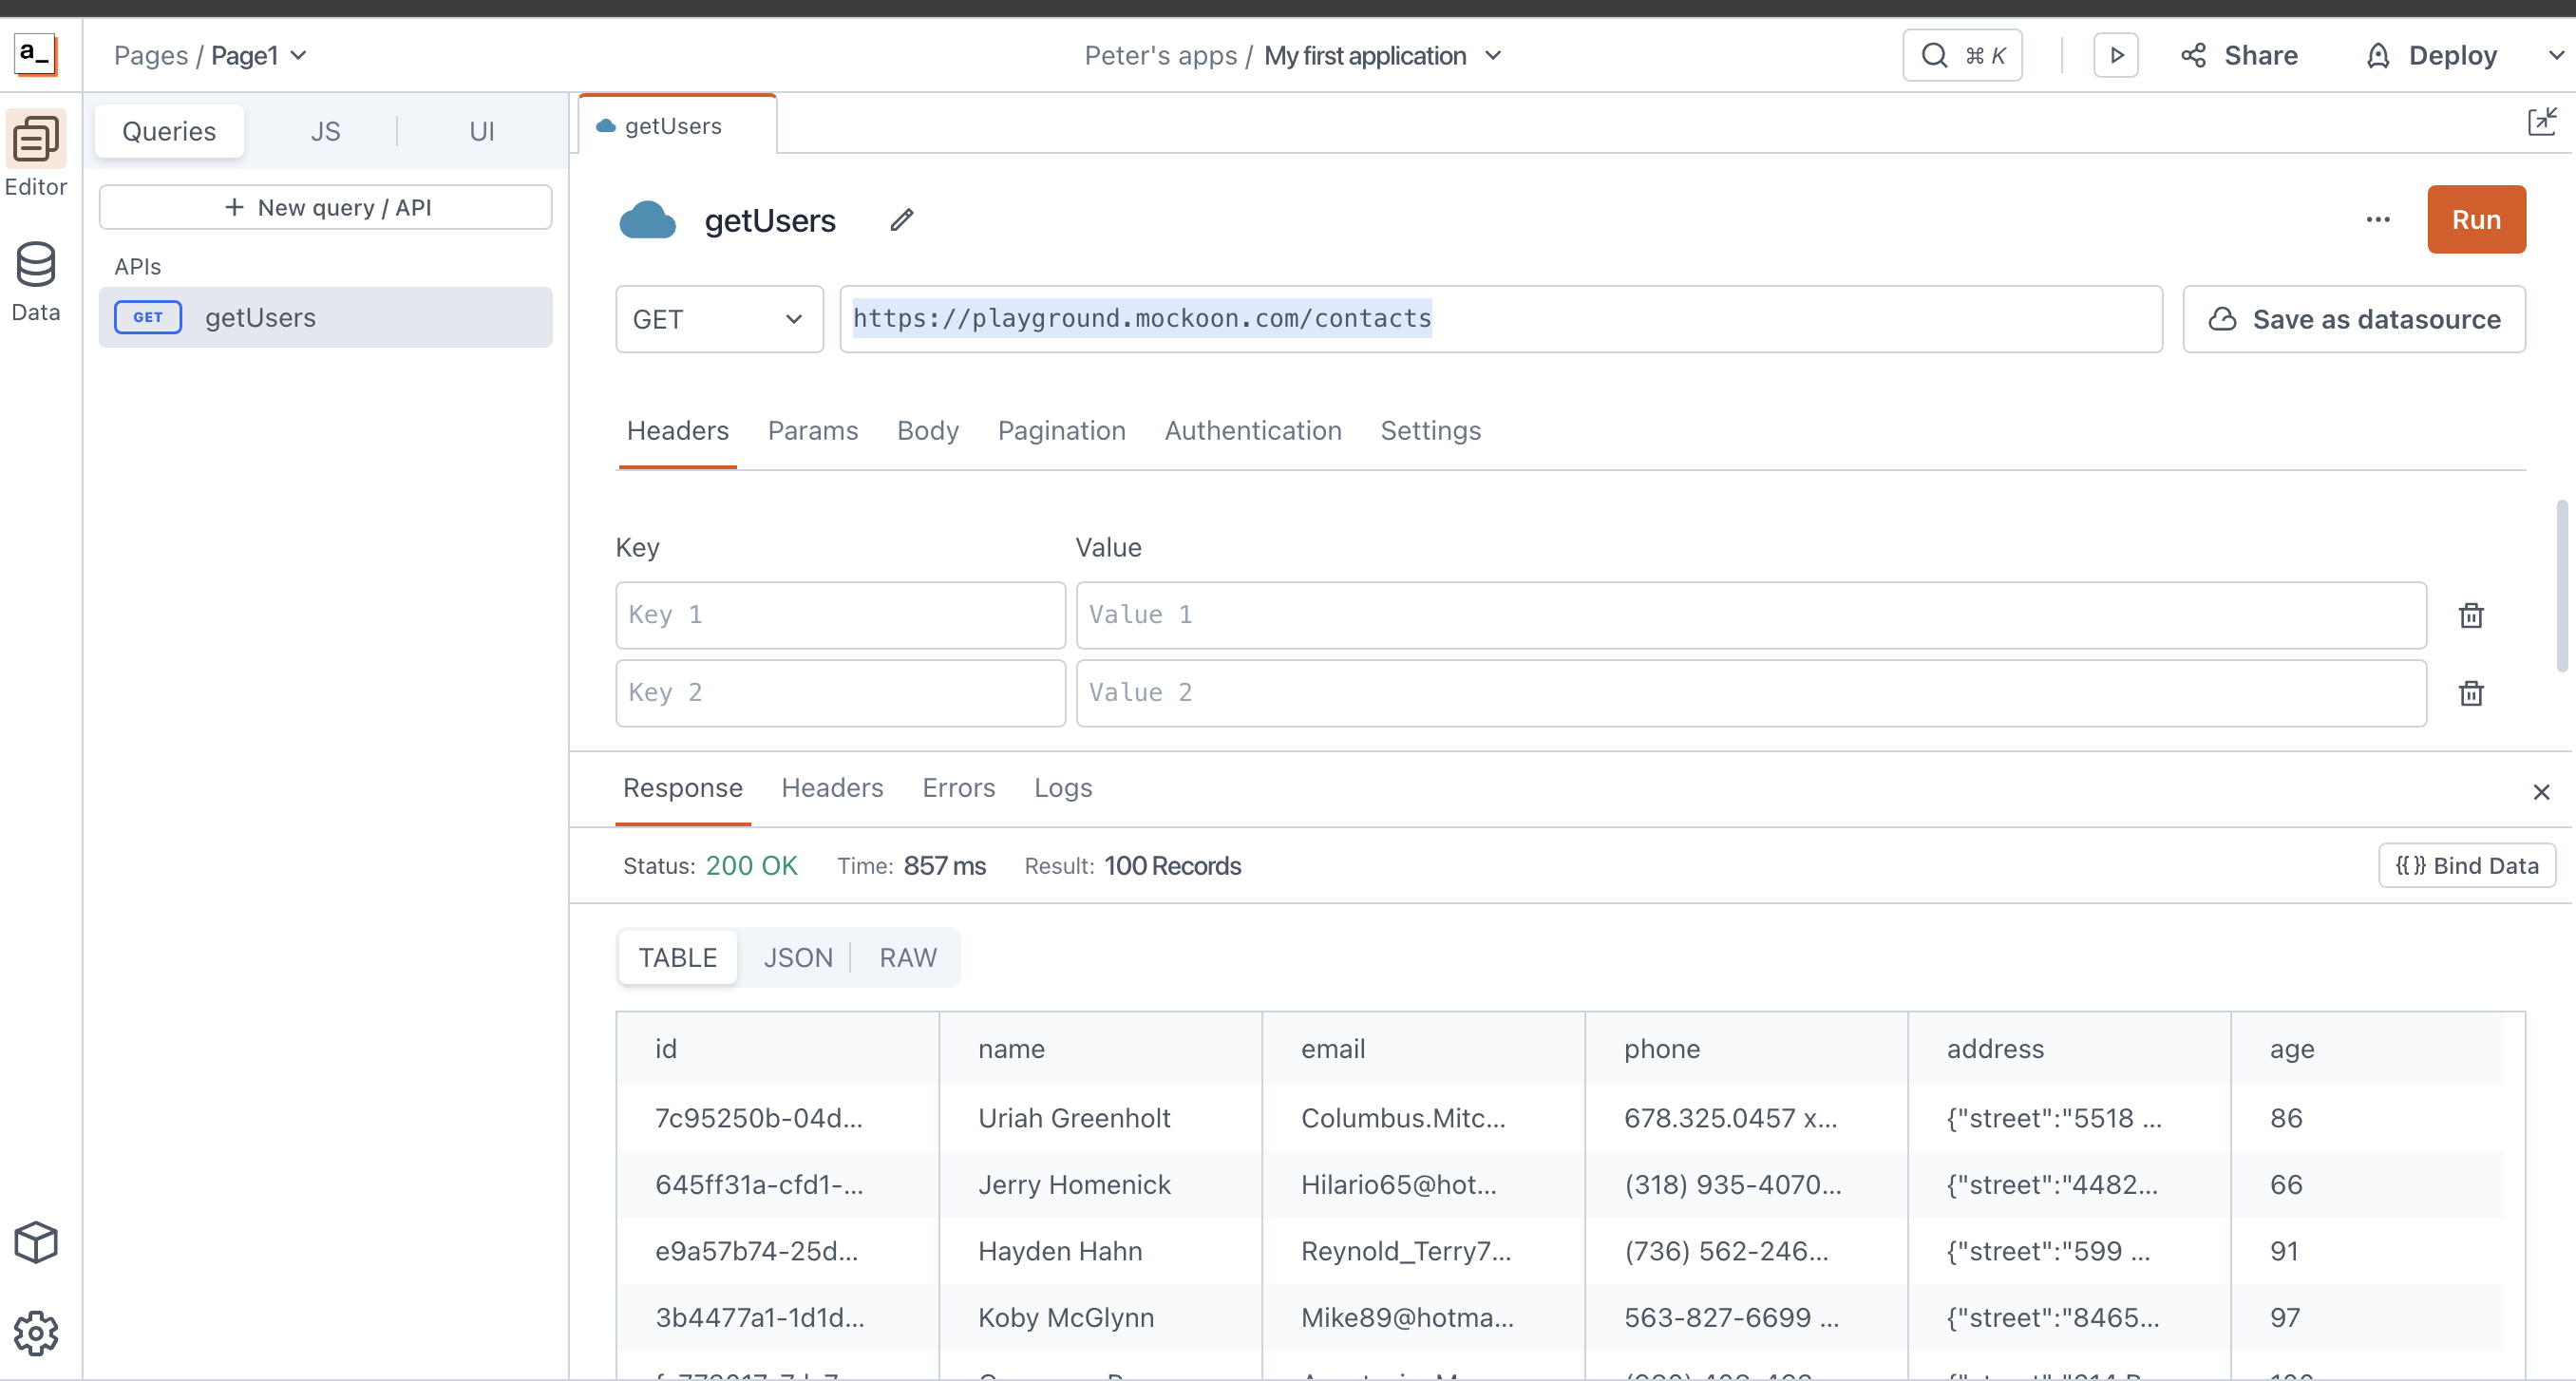 a_
Pages / Page1
Peter's apps / My first application
⌘ K
Share
Deploy
Editor
Data
Queries
JS
UI
+ New query / API
APIs
GET getUsers
getUsers
getUsers
Run
GET
https://playground.mockoon.com/contacts
Save as datasource
Headers Params Body Pagination Authentication Settings
Key Value
Key 1 Value 1
Key 2 Value 2
Response Headers Errors Logs
Status: 200 OK Time: 857 ms Result: 100 Records
{{ }} Bind Data
TABLE JSON RAW
id name email phone address age
7c95250b-04d... Uriah Greenholt Columbus.Mitc... 678.325.0457 x... {"street":"5518 ... 86
645ff31a-cfd1-... Jerry Homenick Hilario65@hot... (318) 935-4070... {"street":"4482... 66
e9a57b74-25d... Hayden Hahn Reynold_Terry7... (736) 562-246... {"street":"599 ... 91
3b4477a1-1d1d... Koby McGlynn Mike89@hotma... 563-827-6699 ... {"street":"8465... 97